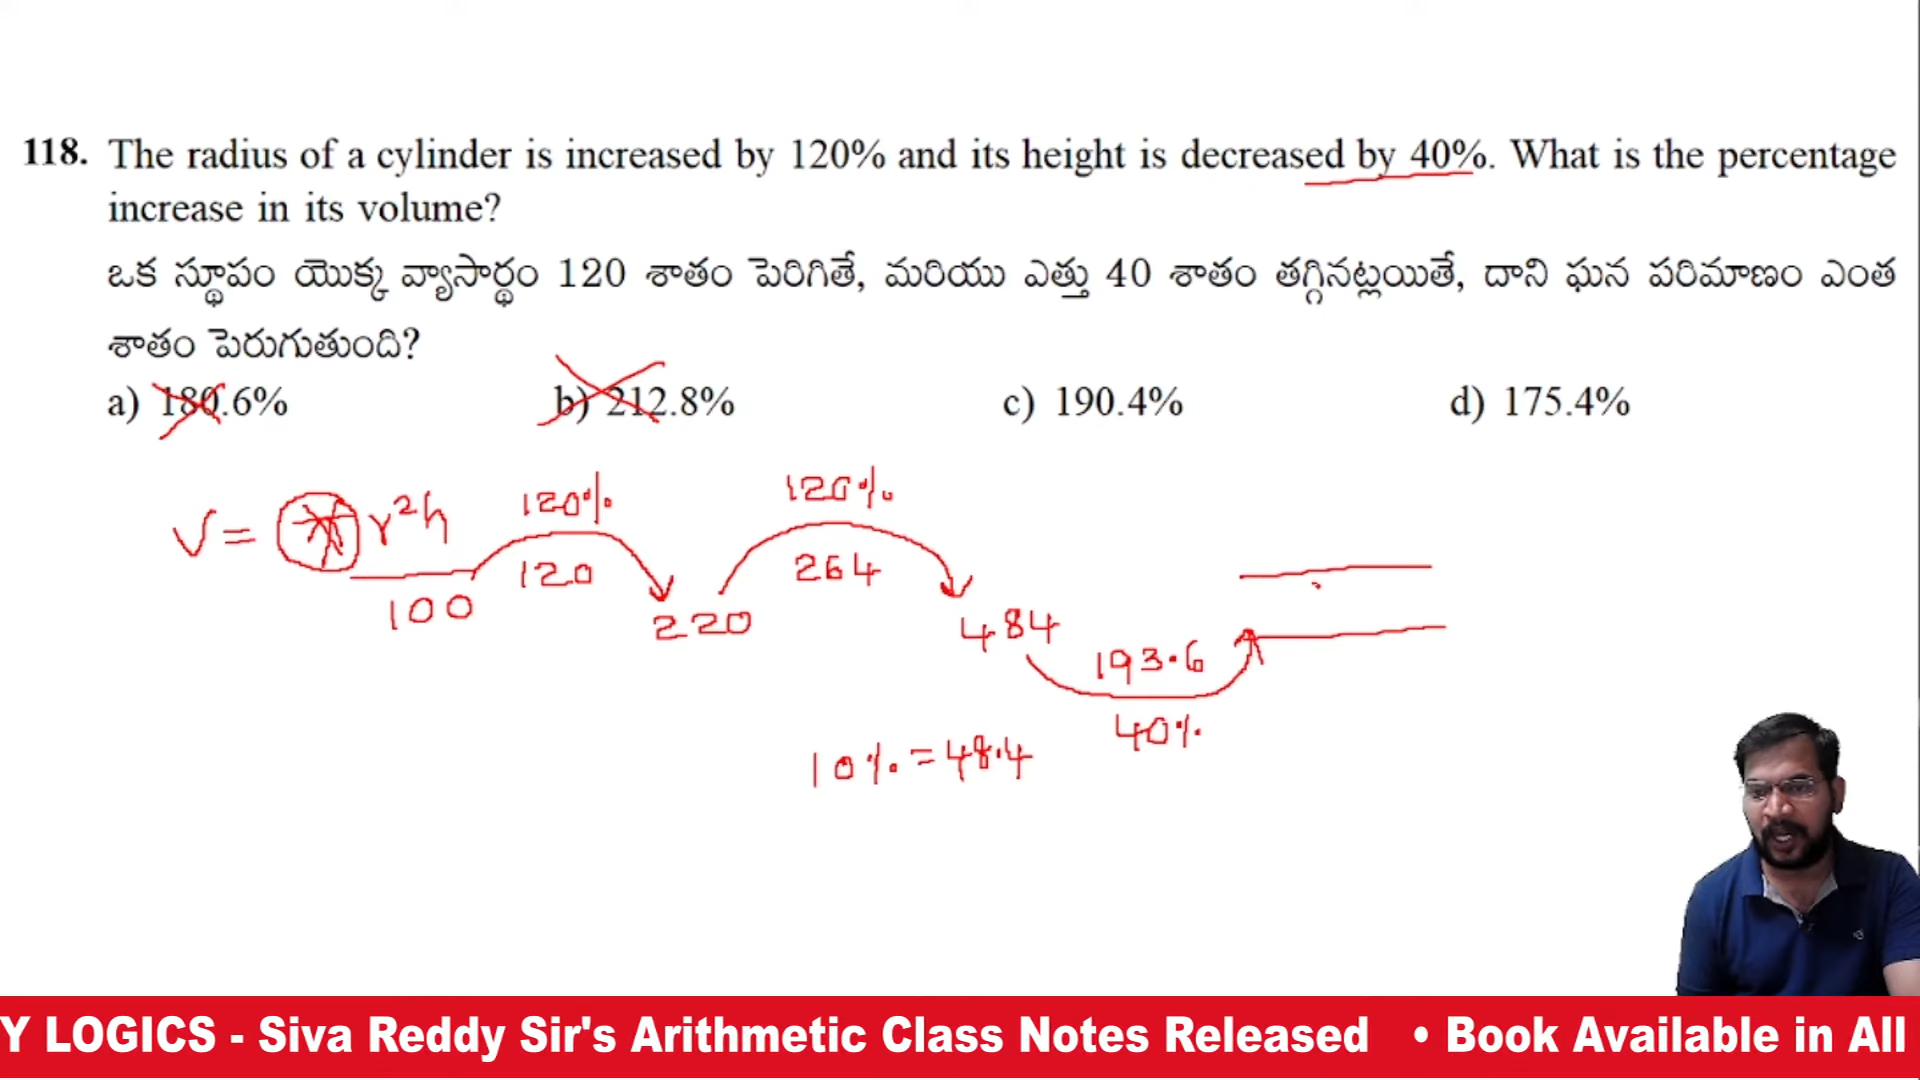 118. The radius of a cylinder is increased by 120% and its height is decreased by 40%. What is the percentage
increase in its volume?
ఒక స్థూపం యొక్క వ్యాసార్థం 120 శాతం పెరిగితే, మరియు ఎత్తు 40 శాతం తగ్గినట్లయితే, దాని ఘన పరిమాణం ఎంత
శాతం పెరుగుతుంది?
a) 180.6% b) 212.8% c) 190.4% d) 175.4%
V = π r²h
100
120%
120
220
120%
264
484
193.6
40%
10% = 48.4
Y LOGICS - Siva Reddy Sir's Arithmetic Class Notes Released • Book Available in All